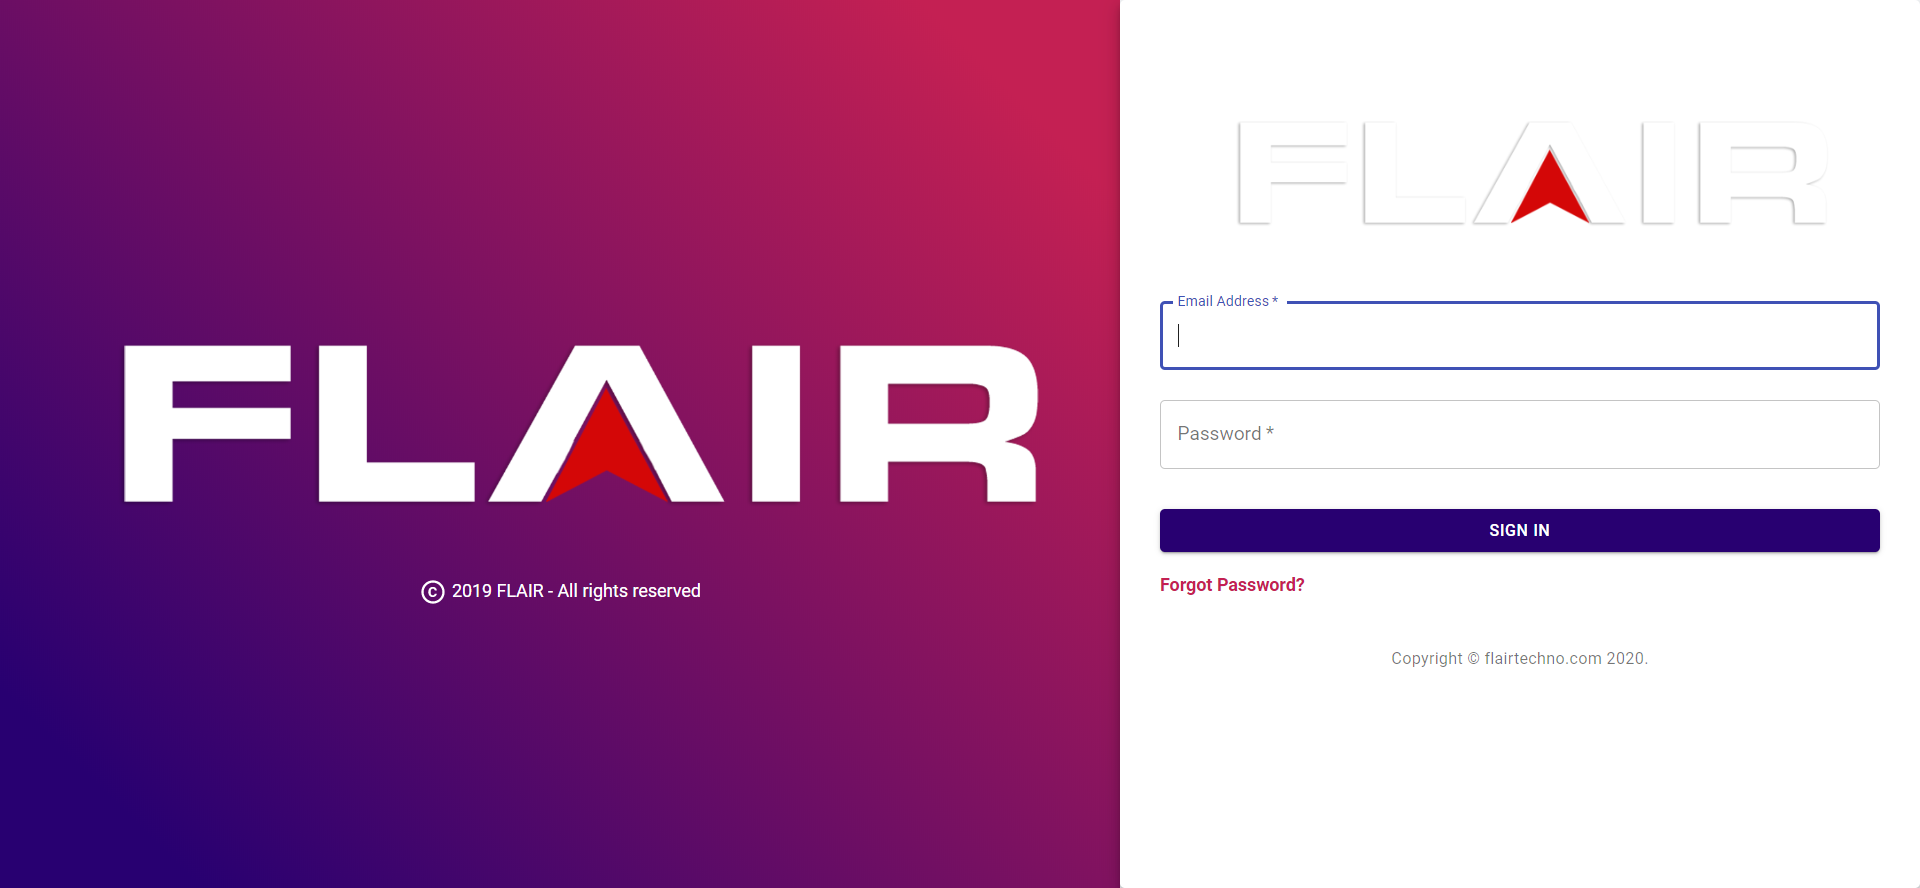 FLAIR
© 2019 FLAIR - All rights reserved
FLAIR
Email Address *
Password *
SIGN IN
Forgot Password?
Copyright © flairtechno.com 2020.